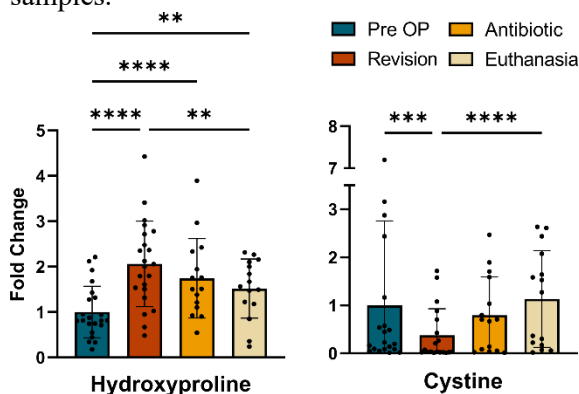 samples.
**
****
****
**
Pre OP
Antibiotic
Revision
Euthanasia
***
****
5
4
3
2
1
0
Fold Change
Hydroxyproline
8
7
3
2
1
0
Cystine